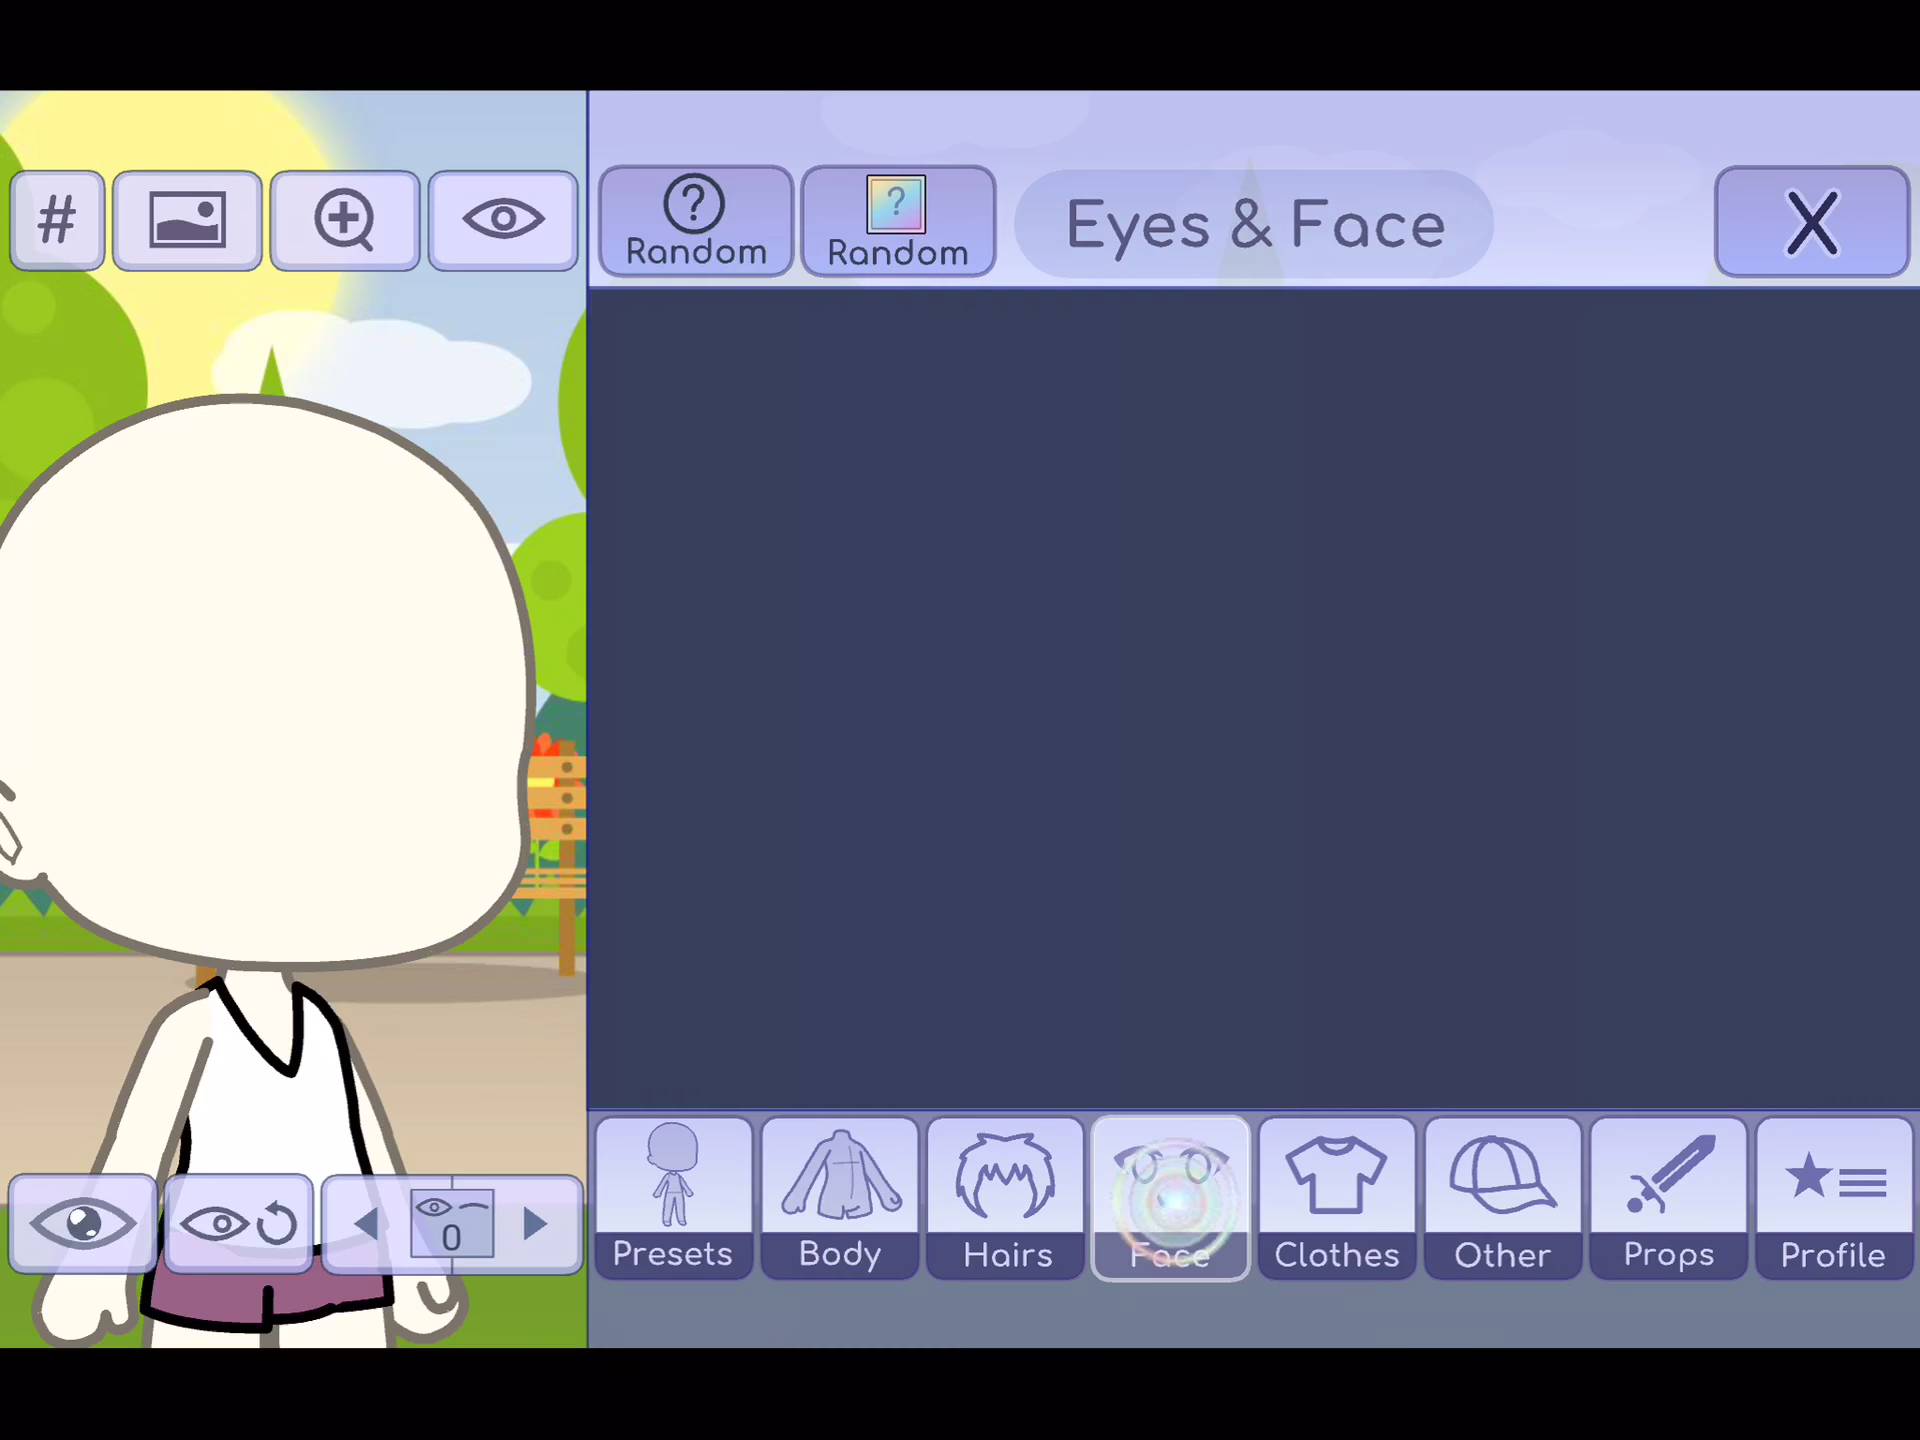 #
?
Random
?
Random
Eyes & Face
X
0
Presets
Body
Hairs
Face
Clothes
Other
Props
Profile